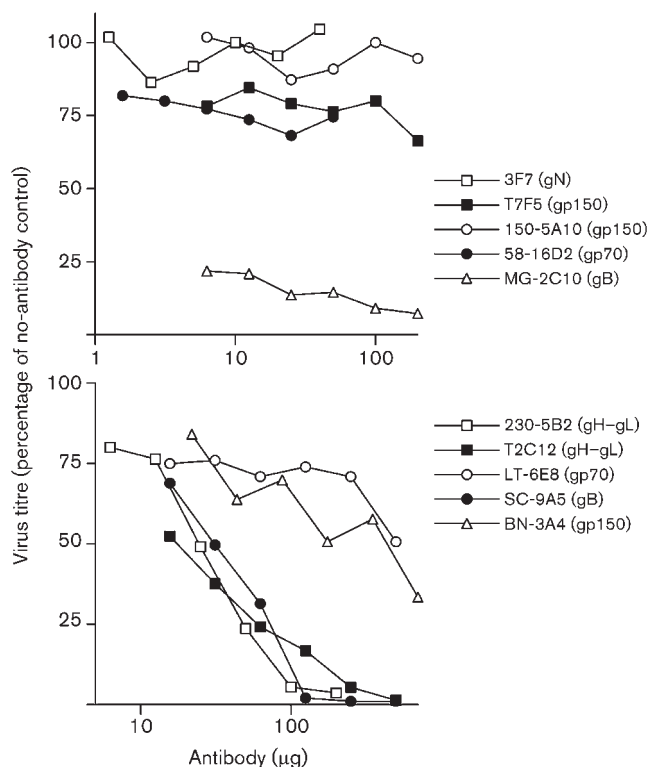 Virus titre (percentage of no-antibody control)
100
75
50
25
1
10
100
3F7 (gN)
T7F5 (gp150)
150-5A10 (gp150)
58-16D2 (gp70)
MG-2C10 (gB)
100
75
50
25
10
100
230-5B2 (gH–gL)
T2C12 (gH–gL)
LT-6E8 (gp70)
SC-9A5 (gB)
BN-3A4 (gp150)
Antibody (µg)